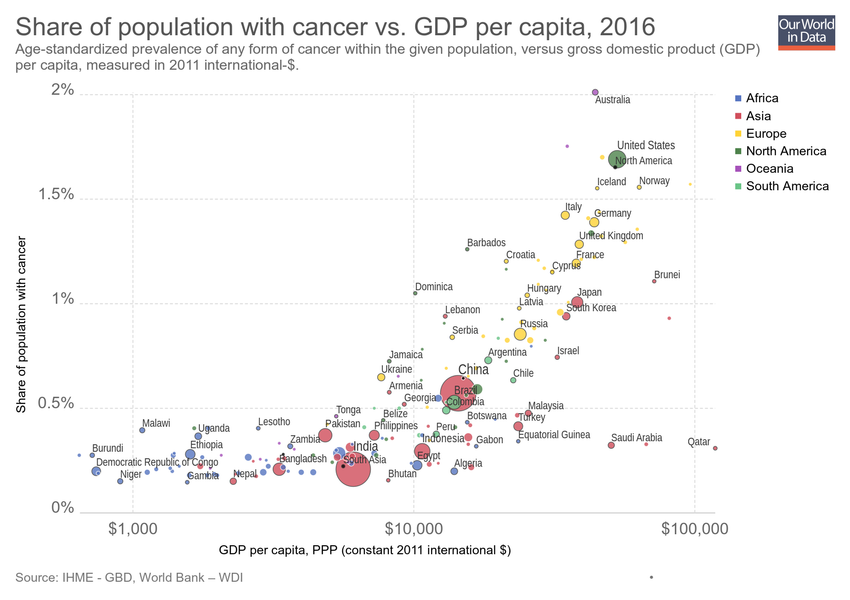 Share of population with cancer vs. GDP per capita, 2016
Our World
in Data
Age-standardized prevalence of any form of cancer within the given population, versus gross domestic product (GDP)
per capita, measured in 2011 international-$.
2%
Australia
Africa
Asia
Europe
North America
Oceania
South America
United States
North America
Iceland
Norway
1.5%
Italy
Germany
United Kingdom
Barbados
Croatia
France
Cyprus
Brunei
Dominica
Hungary
Japan
1%
Latvia
Lebanon
South Korea
Serbia
Russia
Jamaica
Argentina
Israel
Ukraine
China
Chile
Armenia
Brazil
Georgia
Colombia
0.5%
Tonga
Belize
Botswana
Malaysia
Malawi
Uganda
Lesotho
Pakistan
Philippines
Peru
Turkey
Zambia
Indonesia
Gabon
Equatorial Guinea
Saudi Arabia
Qatar
Burundi
Ethiopia
India
Democratic Republic of Congo
Bangladesh
South Asia
Egypt
Algeria
Niger
Gambia
Nepal
Bhutan
0%
$1,000
$10,000
$100,000
Share of population with cancer
GDP per capita, PPP (constant 2011 international $)
Source: IHME - GBD, World Bank – WDI